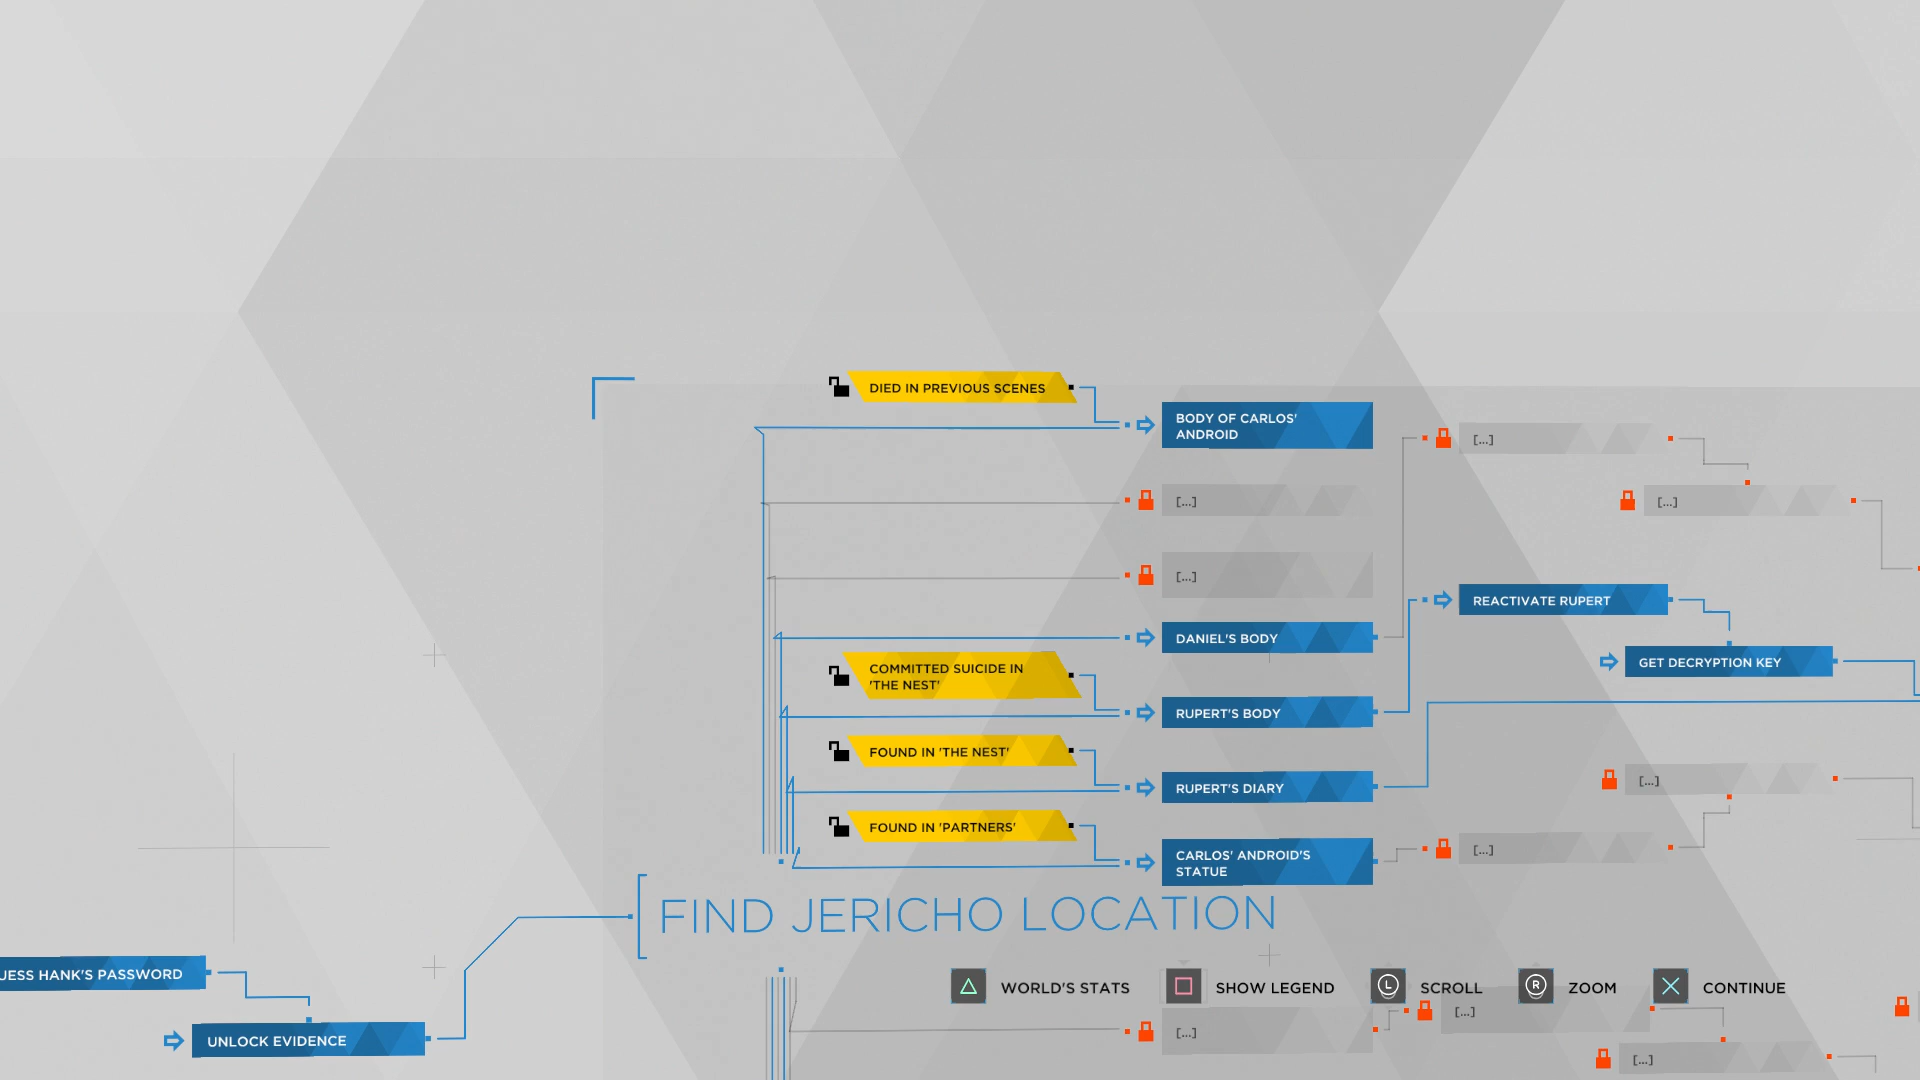 DIED IN PREVIOUS SCENES
BODY OF CARLOS'
ANDROID
[...]
[...]
[...]
[...]
REACTIVATE RUPERT
DANIEL'S BODY
COMMITTED SUICIDE IN
'THE NEST'
GET DECRYPTION KEY
RUPERT'S BODY
FOUND IN 'THE NEST'
RUPERT'S DIARY
[...]
FOUND IN 'PARTNERS'
CARLOS' ANDROID'S
STATUE
[...]
FIND JERICHO LOCATION
UESS HANK'S PASSWORD
WORLD'S STATS
SHOW LEGEND
L
SCROLL
R
ZOOM
CONTINUE
[...]
[...]
UNLOCK EVIDENCE
[...]